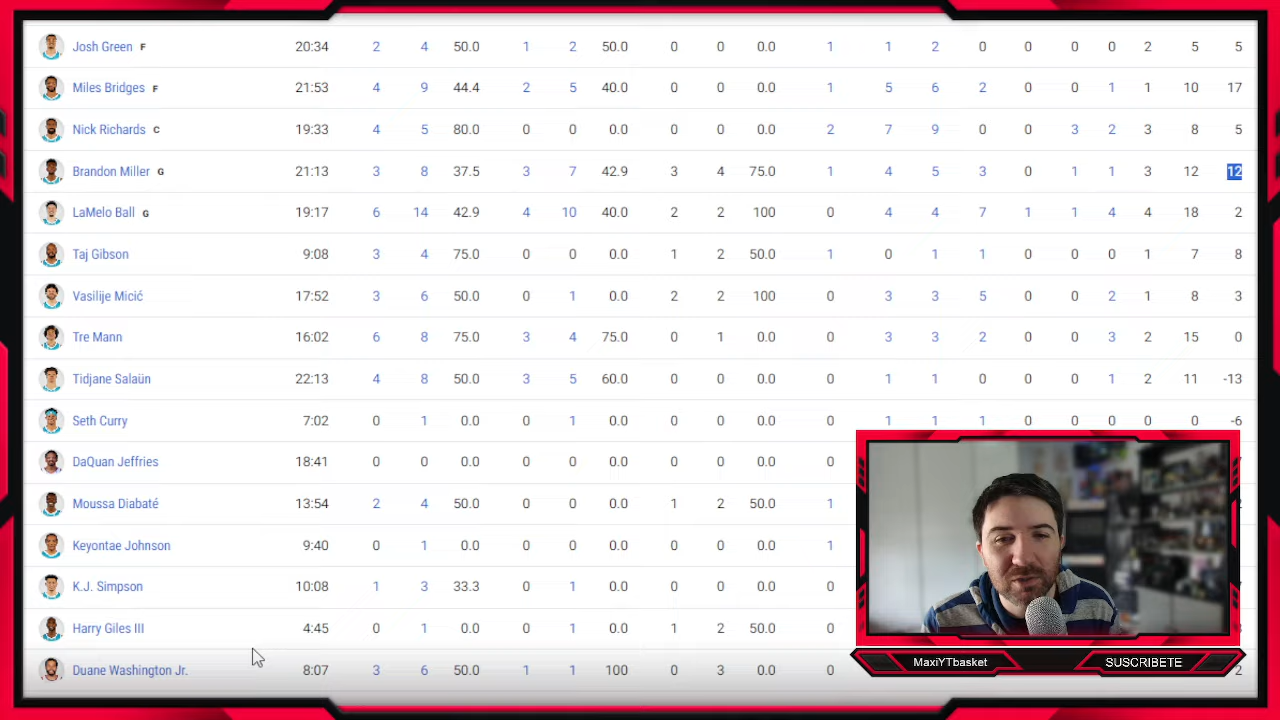 Josh Green F 20:34 2 4 50.0 1 2 50.0 0 0 0.0 1 1 2 0 0 0 0 2 5 5
Miles Bridges F 21:53 4 9 44.4 2 5 40.0 0 0 0.0 1 5 6 2 0 0 1 1 10 17
Nick Richards C 19:33 4 5 80.0 0 0 0.0 0 0 0.0 2 7 9 0 0 3 2 3 8 5
Brandon Miller G 21:13 3 8 37.5 3 7 42.9 3 4 75.0 1 4 5 3 0 1 1 3 12 12
LaMelo Ball G 19:17 6 14 42.9 4 10 40.0 2 2 100 0 4 4 7 1 1 4 4 18 2
Taj Gibson 9:08 3 4 75.0 0 0 0.0 1 2 50.0 1 0 1 1 0 0 0 1 7 8
Vasilije Micić 17:52 3 6 50.0 0 1 0.0 2 2 100 0 3 3 5 0 0 2 1 8 3
Tre Mann 16:02 6 8 75.0 3 4 75.0 0 1 0.0 0 3 3 2 0 0 3 2 15 0
Tidjane Salaün 22:13 4 8 50.0 3 5 60.0 0 0 0.0 0 1 1 0 0 0 1 2 11 -13
Seth Curry 7:02 0 1 0.0 0 1 0.0 0 0 0.0 0 1 1 1 0 0 0 0 0 -6
DaQuan Jeffries 18:41 0 0 0.0 0 0 0.0 0 0 0.0 0
Moussa Diabaté 13:54 2 4 50.0 0 0 0.0 1 2 50.0 1
Keyontae Johnson 9:40 0 1 0.0 0 0 0.0 0 0 0.0 1
K.J. Simpson 10:08 1 3 33.3 0 1 0.0 0 0 0.0 0
Harry Giles III 4:45 0 1 0.0 0 1 0.0 1 2 50.0 0
Duane Washington Jr. 8:07 3 6 50.0 1 1 100 0 3 0.0 0
MaxiYTbasket SUSCRIBETE